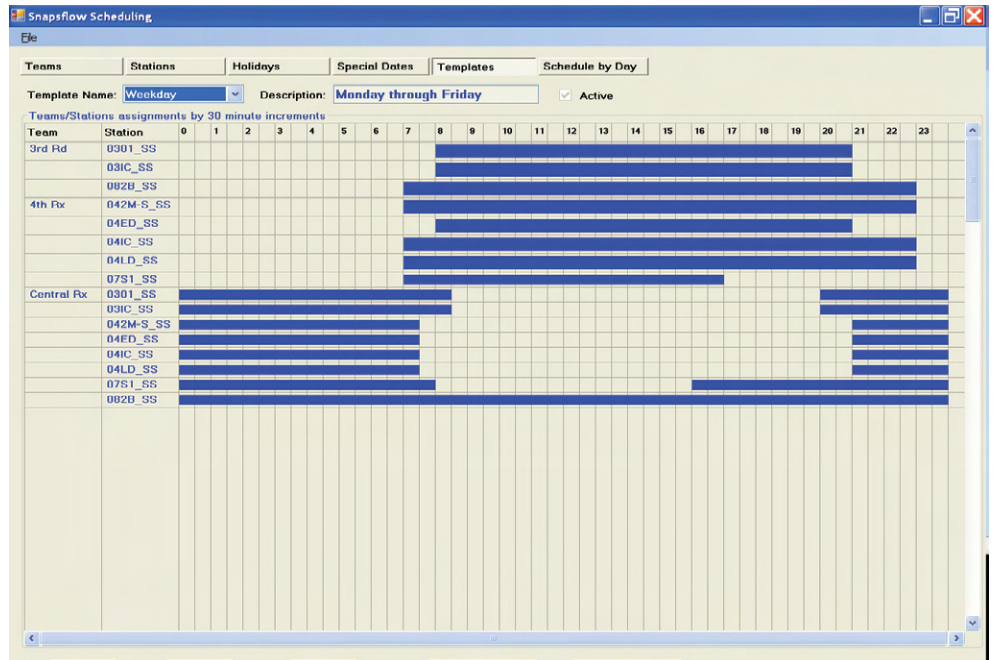 Snapsflow Scheduling
File
Teams Stations Holidays Special Dates Templates Schedule by Day
Template Name: Weekday Description: Monday through Friday Active
Teams/Stations assignments by 30 minute increments
Team Station 0 1 2 3 4 5 6 7 8 9 10 11 12 13 14 15 16 17 18 19 20 21 22 23
3rd Rd 0301_SS
03IC_SS
082B_SS
4th Rx 042M-S_SS
04ED_SS
04IC_SS
04LD_SS
07S1_SS
Central Rx 0301_SS
03IC_SS
042M-S_SS
04ED_SS
04IC_SS
04LD_SS
07S1_SS
082B_SS